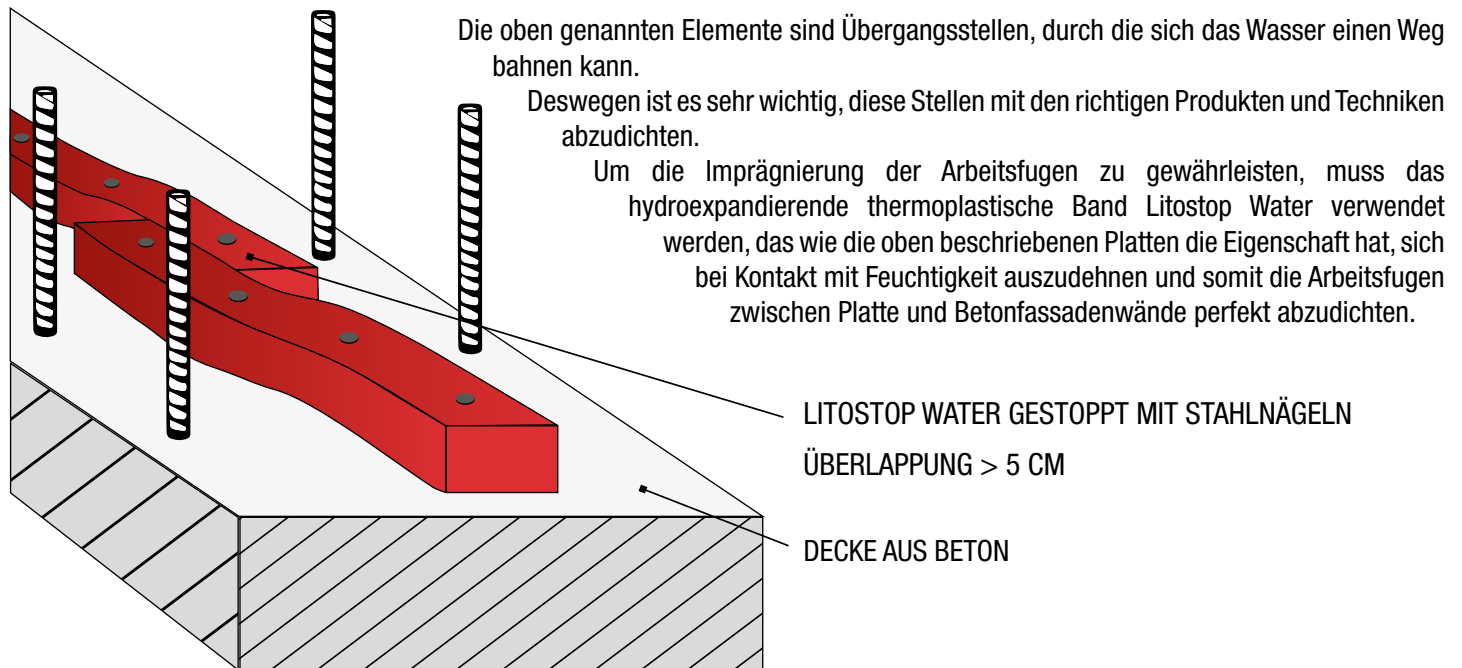 Die oben genannten Elemente sind Übergangsstellen, durch die sich das Wasser einen Weg
bahnen kann.
Deswegen ist es sehr wichtig, diese Stellen mit den richtigen Produkten und Techniken
abzudichten.
Um die Imprägnierung der Arbeitsfugen zu gewährleisten, muss das
hydroexpandierende thermoplastische Band Litostop Water verwendet
werden, das wie die oben beschriebenen Platten die Eigenschaft hat, sich
bei Kontakt mit Feuchtigkeit auszudehnen und somit die Arbeitsfugen
zwischen Platte und Betonfassadenwände perfekt abzudichten.
LITOSTOP WATER GESTOPPT MIT STAHLNÄGELN
ÜBERLAPPUNG > 5 CM
DECKE AUS BETON